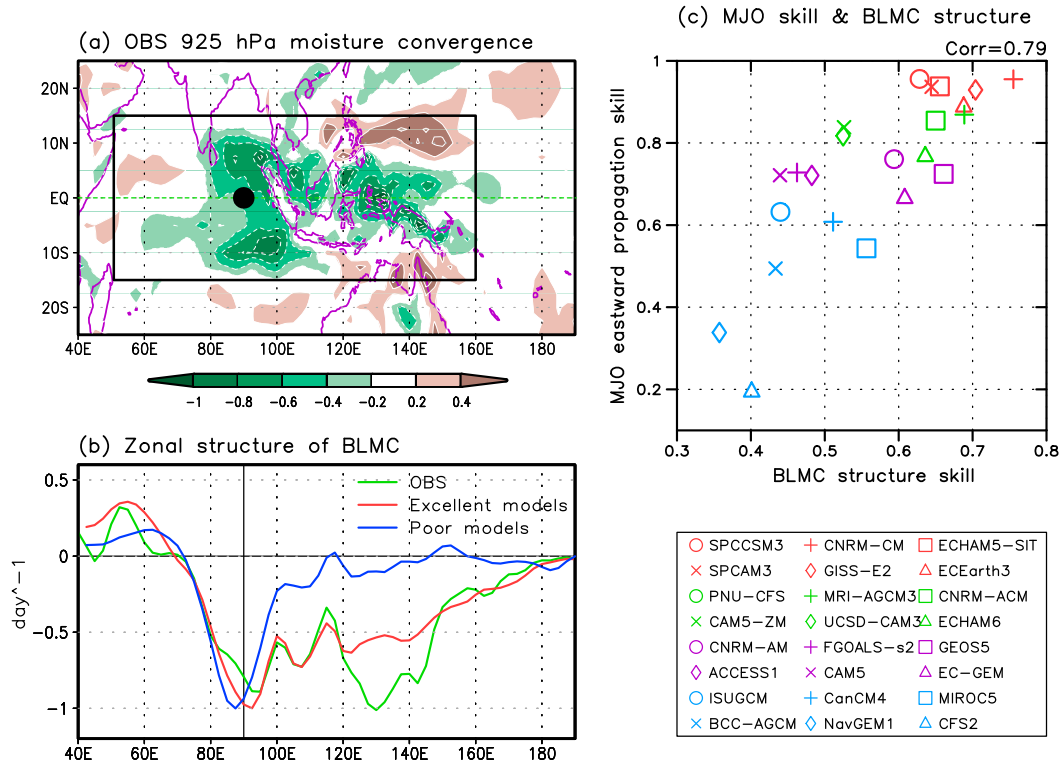 (a) OBS 925 hPa moisture convergence
20N
10N
EQ
10S
20S
40E 60E 80E 100E 120E 140E 160E 180
-1 -0.8 -0.6 -0.4 -0.2 0.2 0.4
(b) Zonal structure of BLMC
day^-1
0.5
0
-0.5
-1
OBS
Excellent models
Poor models
40E 60E 80E 100E 120E 140E 160E 180
(c) MJO skill & BLMC structure
Corr=0.79
MJO eastward propagation skill
1
0.8
0.6
0.4
0.2
0.3 0.4 0.5 0.6 0.7 0.8
BLMC structure skill
SPCCSM3 CNRM-CM ECHAM5-SIT
SPCAM3 GISS-E2 ECEarth3
PNU-CFS MRI-AGCM3 CNRM-ACM
CAM5-ZM UCSD-CAM3 ECHAM6
CNRM-AM FGOALS-s2 GEOS5
ACCESS1 CAM5 EC-GEM
ISUGCM CanCM4 MIROC5
BCC-AGCM NavGEM1 CFS2